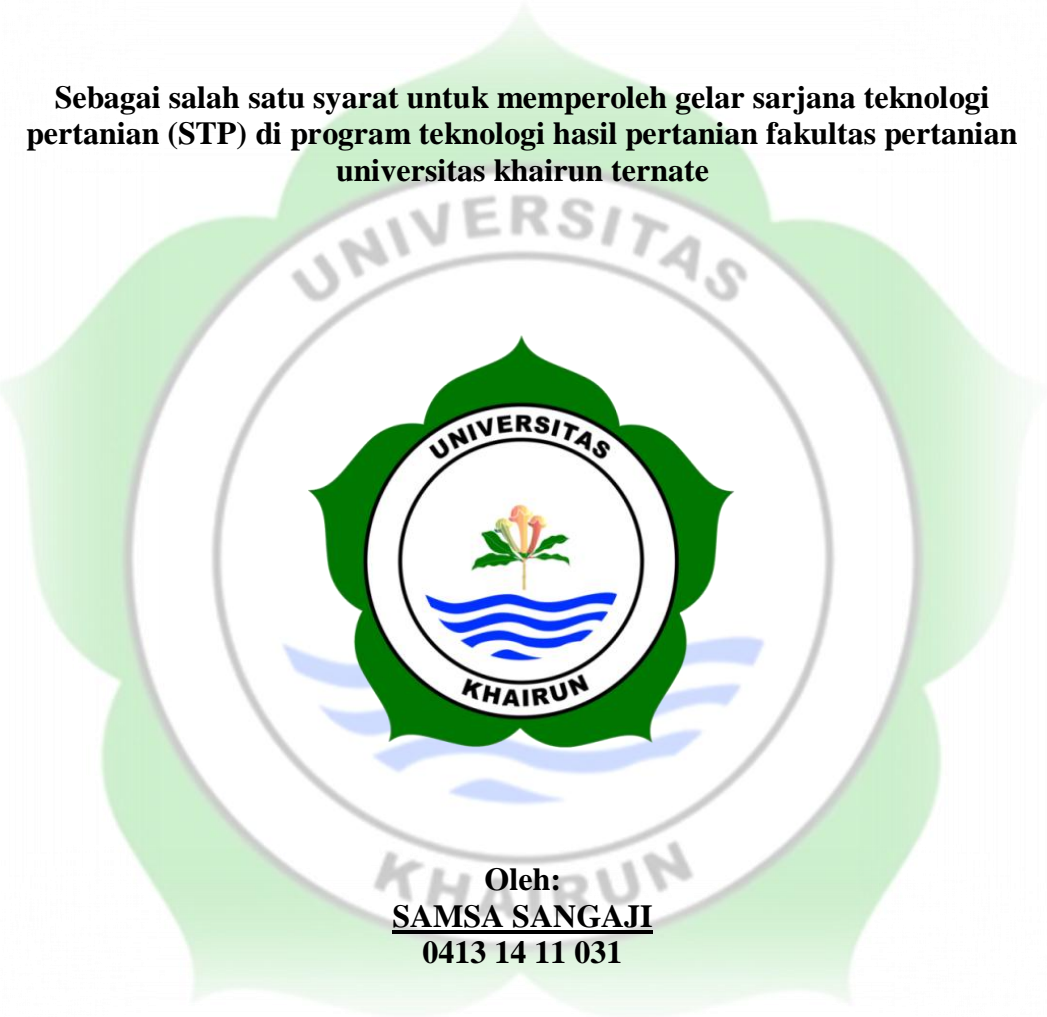 Sebagai salah satu syarat untuk memperoleh gelar sarjana teknologi
pertanian (STP) di program teknologi hasil pertanian fakultas pertanian
universitas khairun ternate
UNIVERSITAS
UNIVERSITAS
KHAIRUN
KHAIRUN
Oleh:
SAMSA SANGAJI
0413 14 11 031